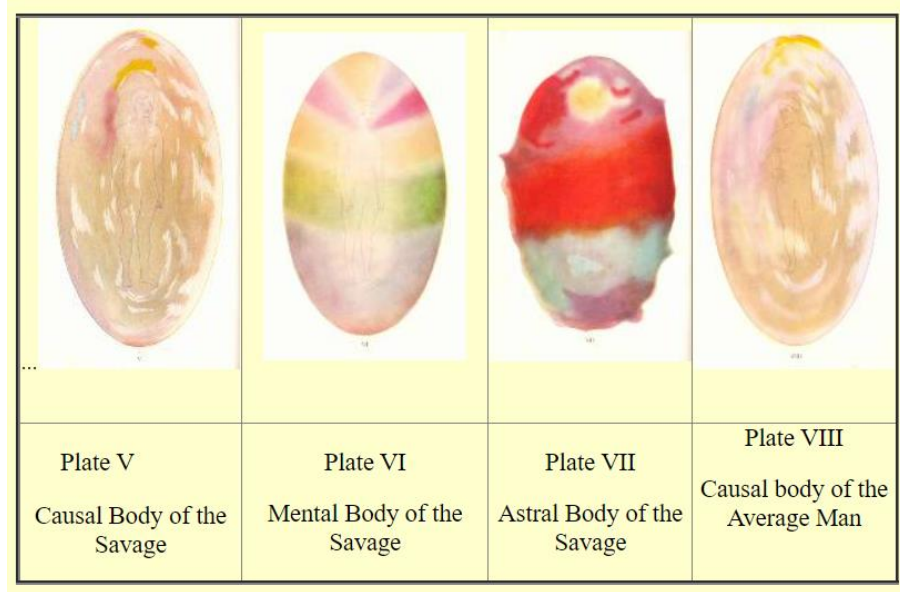 ...
Plate V
Causal Body of the
Savage
Plate VI
Mental Body of the
Savage
Plate VII
Astral Body of the
Savage
Plate VIII
Causal body of the
Average Man